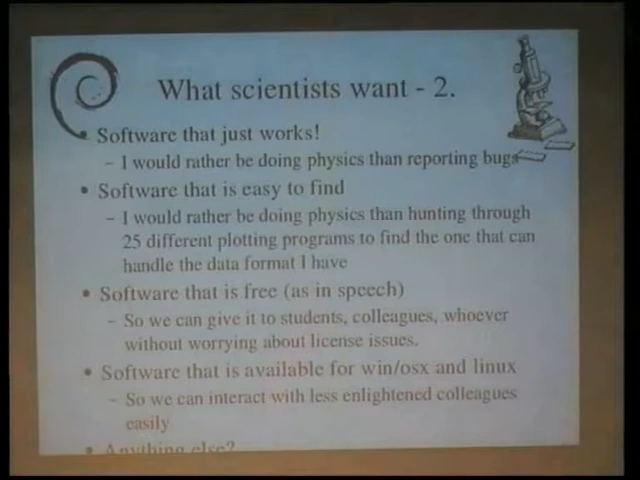 What scientists want - 2.
• Software that just works!
– I would rather be doing physics than reporting bugs
• Software that is easy to find
– I would rather be doing physics than hunting through
25 different plotting programs to find the one that can
handle the data format I have
• Software that is free (as in speech)
– So we can give it to students, colleagues, whoever
without worrying about license issues.
• Software that is available for win/osx and linux
– So we can interact with less enlightened colleagues
easily
• Anything else?